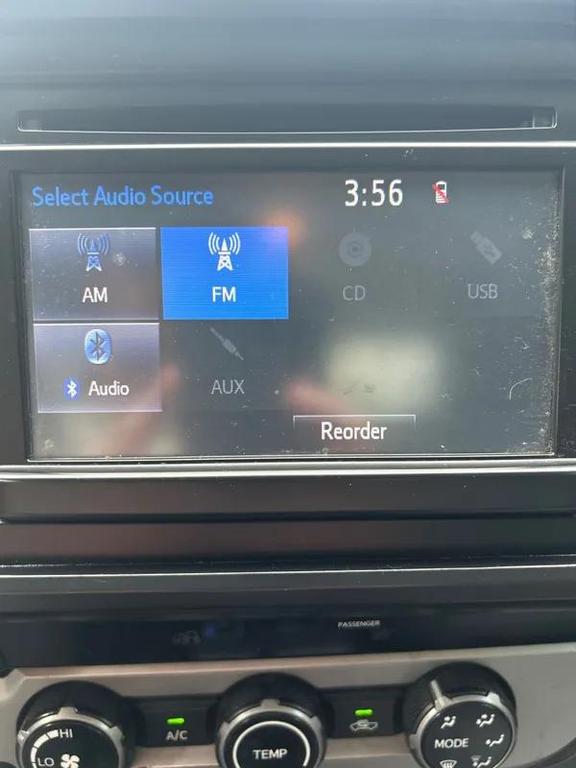 Select Audio Source 3:56
AM FM CD USB
Audio AUX
Reorder
PASSENGER
HI
LO
A/C
TEMP
MODE